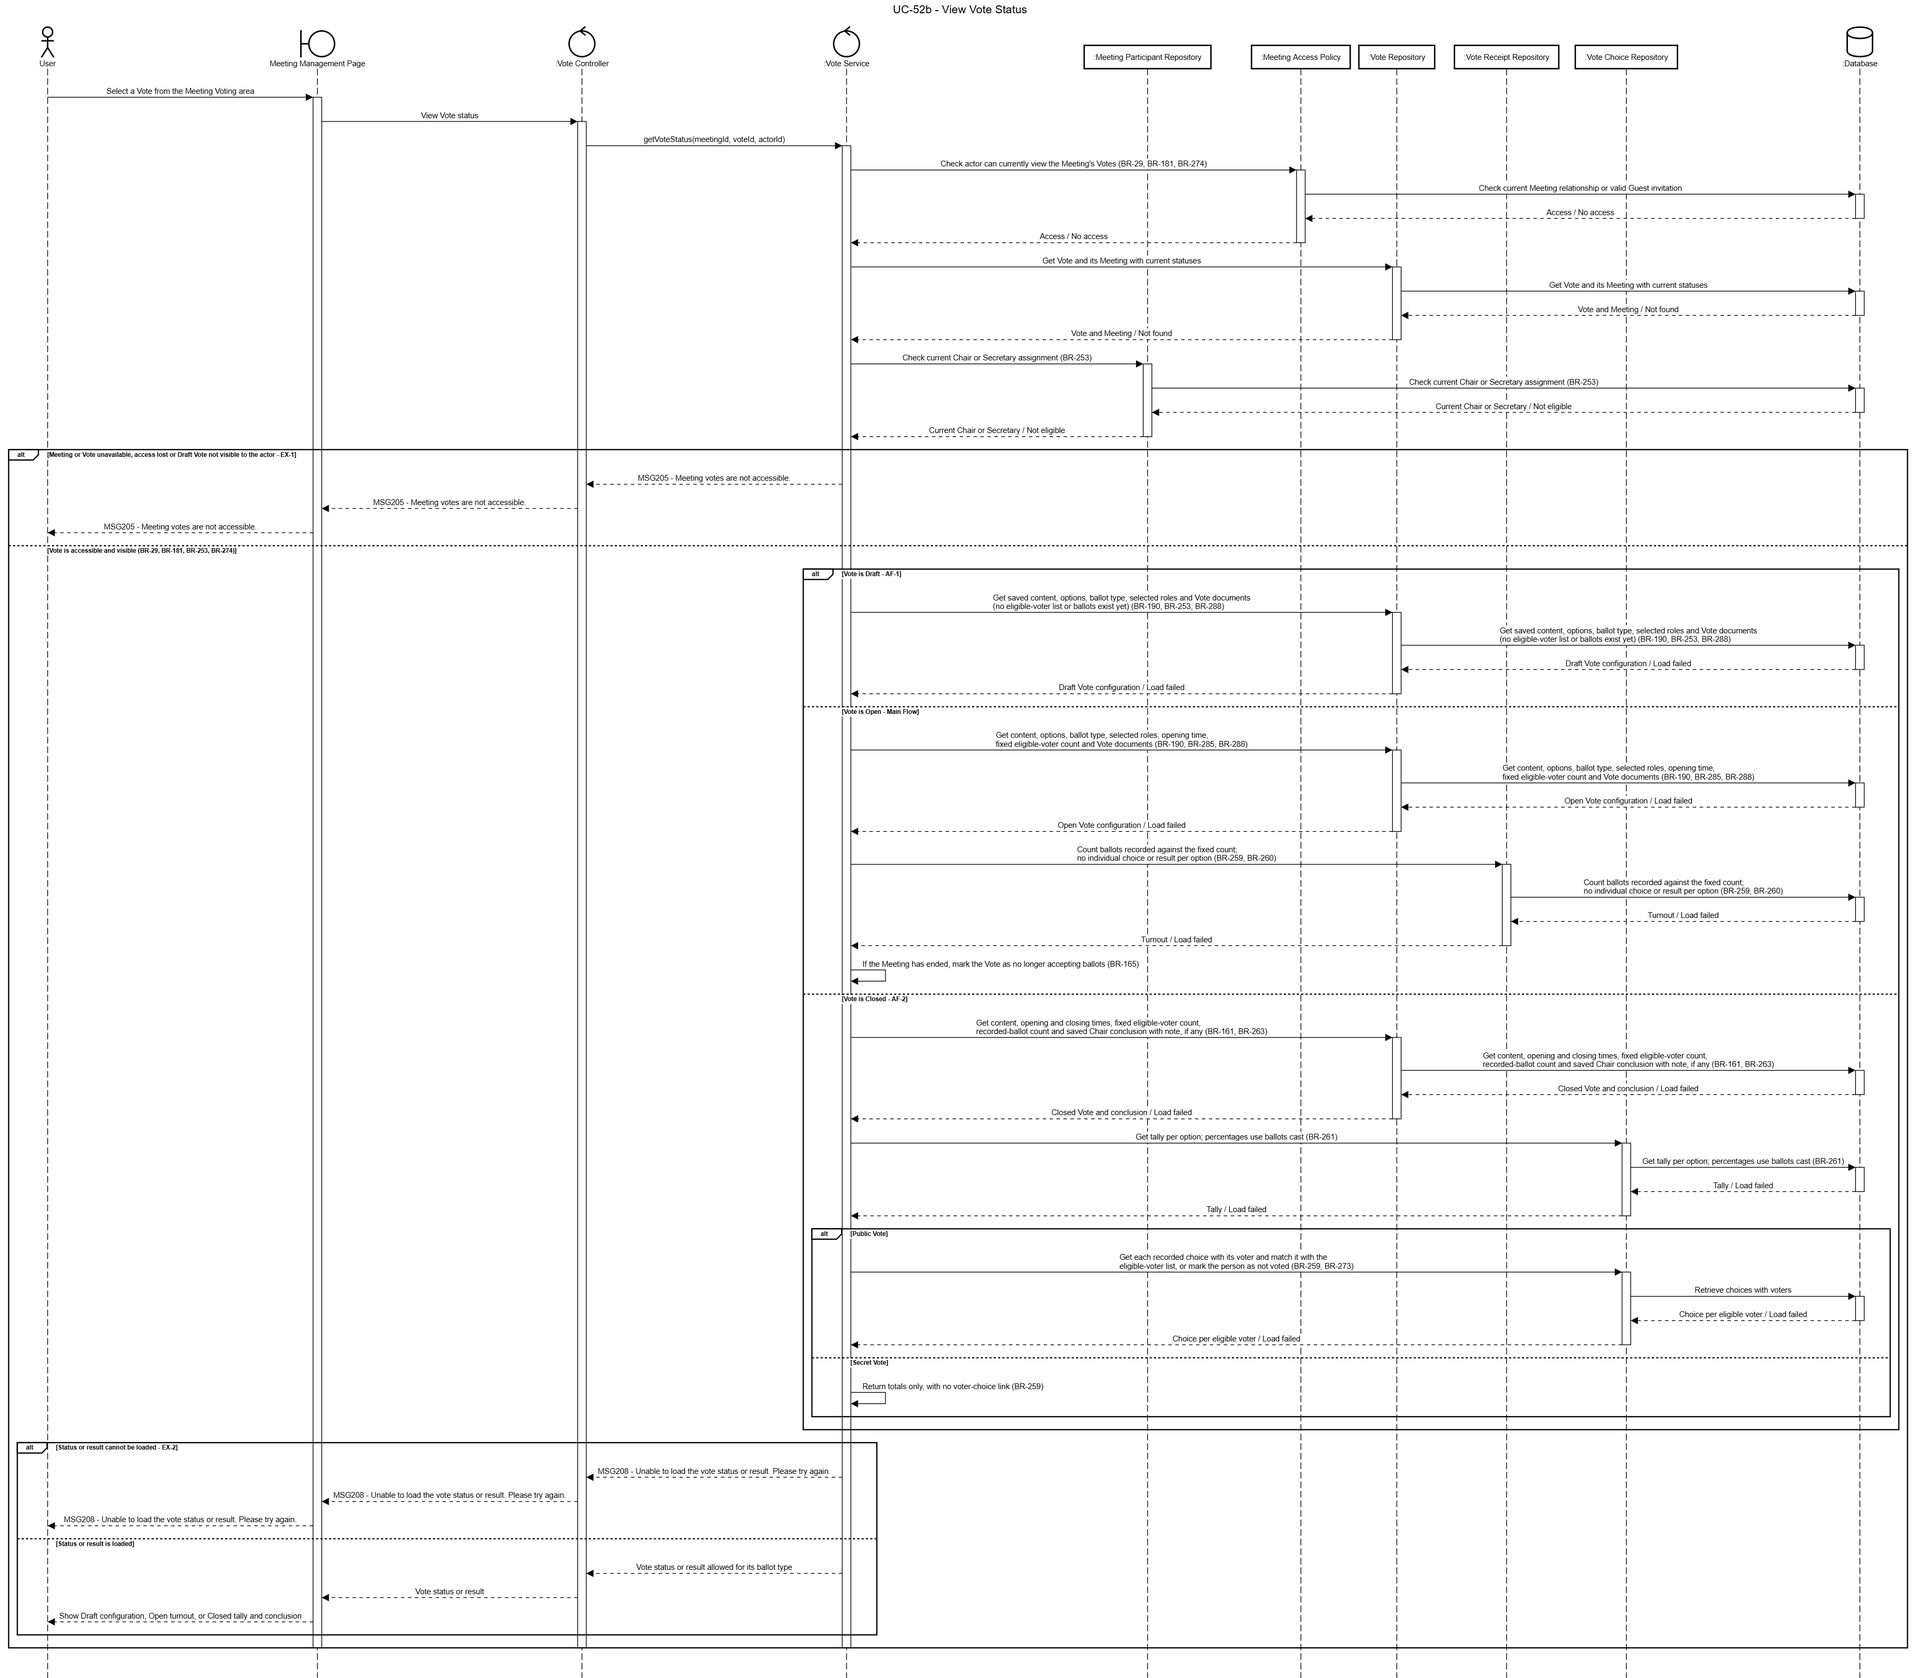 UC-52b - View Vote Status
User
Meeting Management Page
:Vote Controller
:Vote Service
:Meeting Participant Repository
:Meeting Access Policy
:Vote Repository
:Vote Receipt Repository
:Vote Choice Repository
:Database
Select a Vote from the Meeting Voting area
View Vote status
getVoteStatus(meetingId, voteId, actorId)
Check actor can currently view the Meeting's Votes (BR-29, BR-181, BR-274)
Check current Meeting relationship or valid Guest invitation
Access / No access
Access / No access
Get Vote and its Meeting with current statuses
Get Vote and its Meeting with current statuses
Vote and Meeting / Not found
Vote and Meeting / Not found
Check current Chair or Secretary assignment (BR-253)
Check current Chair or Secretary assignment (BR-253)
Current Chair or Secretary / Not eligible
Current Chair or Secretary / Not eligible
alt [Meeting or Vote unavailable, access lost or Draft Vote not visible to the actor - EX-1]
MSG205 - Meeting votes are not accessible.
MSG205 - Meeting votes are not accessible.
MSG205 - Meeting votes are not accessible.
[Vote is accessible and visible (BR-29, BR-181, BR-253, BR-274)]
alt [Vote is Draft - AF-1]
Get saved content, options, ballot type, selected roles and Vote documents
(no eligible-voter list or ballots exist yet) (BR-190, BR-253, BR-288)
Get saved content, options, ballot type, selected roles and Vote documents
(no eligible-voter list or ballots exist yet) (BR-190, BR-253, BR-288)
Draft Vote configuration / Load failed
Draft Vote configuration / Load failed
[Vote is Open - Main Flow]
Get content, options, ballot type, selected roles, opening time,
fixed eligible-voter count and Vote documents (BR-190, BR-285, BR-288)
Get content, options, ballot type, selected roles, opening time,
fixed eligible-voter count and Vote documents (BR-190, BR-285, BR-288)
Open Vote configuration / Load failed
Open Vote configuration / Load failed
Count ballots recorded against the fixed count;
no individual choice or result per option (BR-259, BR-260)
Count ballots recorded against the fixed count;
no individual choice or result per option (BR-259, BR-260)
Turnout / Load failed
Turnout / Load failed
If the Meeting has ended, mark the Vote as no longer accepting ballots (BR-165)
[Vote is Closed - AF-2]
Get content, opening and closing times, fixed eligible-voter count,
recorded-ballot count and saved Chair conclusion with note, if any (BR-161, BR-263)
Get content, opening and closing times, fixed eligible-voter count,
recorded-ballot count and saved Chair conclusion with note, if any (BR-161, BR-263)
Closed Vote and conclusion / Load failed
Closed Vote and conclusion / Load failed
Get tally per option; percentages use ballots cast (BR-261)
Get tally per option; percentages use ballots cast (BR-261)
Tally / Load failed
Tally / Load failed
alt [Public Vote]
Get each recorded choice with its voter and match it with the
eligible-voter list, or mark the person as not voted (BR-259, BR-273)
Retrieve choices with voters
Choice per eligible voter / Load failed
Choice per eligible voter / Load failed
[Secret Vote]
Return totals only, with no voter-choice link (BR-259)
alt [Status or result cannot be loaded - EX-2]
MSG208 - Unable to load the vote status or result. Please try again.
MSG208 - Unable to load the vote status or result. Please try again.
MSG208 - Unable to load the vote status or result. Please try again.
[Status or result is loaded]
Vote status or result allowed for its ballot type
Vote status or result
Show Draft configuration, Open turnout, or Closed tally and conclusion